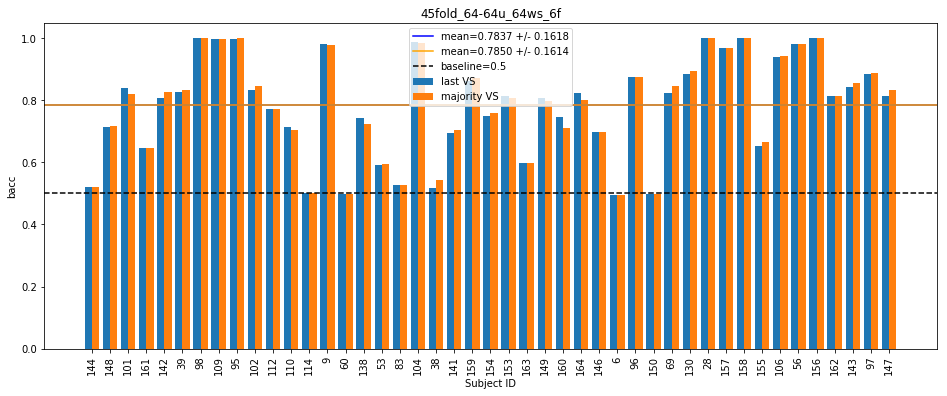 45fold_64-64u_64ws_6f
mean=0.7837 +/- 0.1618
mean=0.7850 +/- 0.1614
baseline=0.5
last VS
majority VS
bacc
1.0
0.8
0.6
0.4
0.2
0.0
144 148 101 161 142 39 98 109 95 102 112 110 114 9 60 138 53 83 104 38 141 159 154 153 163 149 160 164 146 6 96 150 69 130 28 157 158 155 106 56 156 162 143 97 147
Subject ID